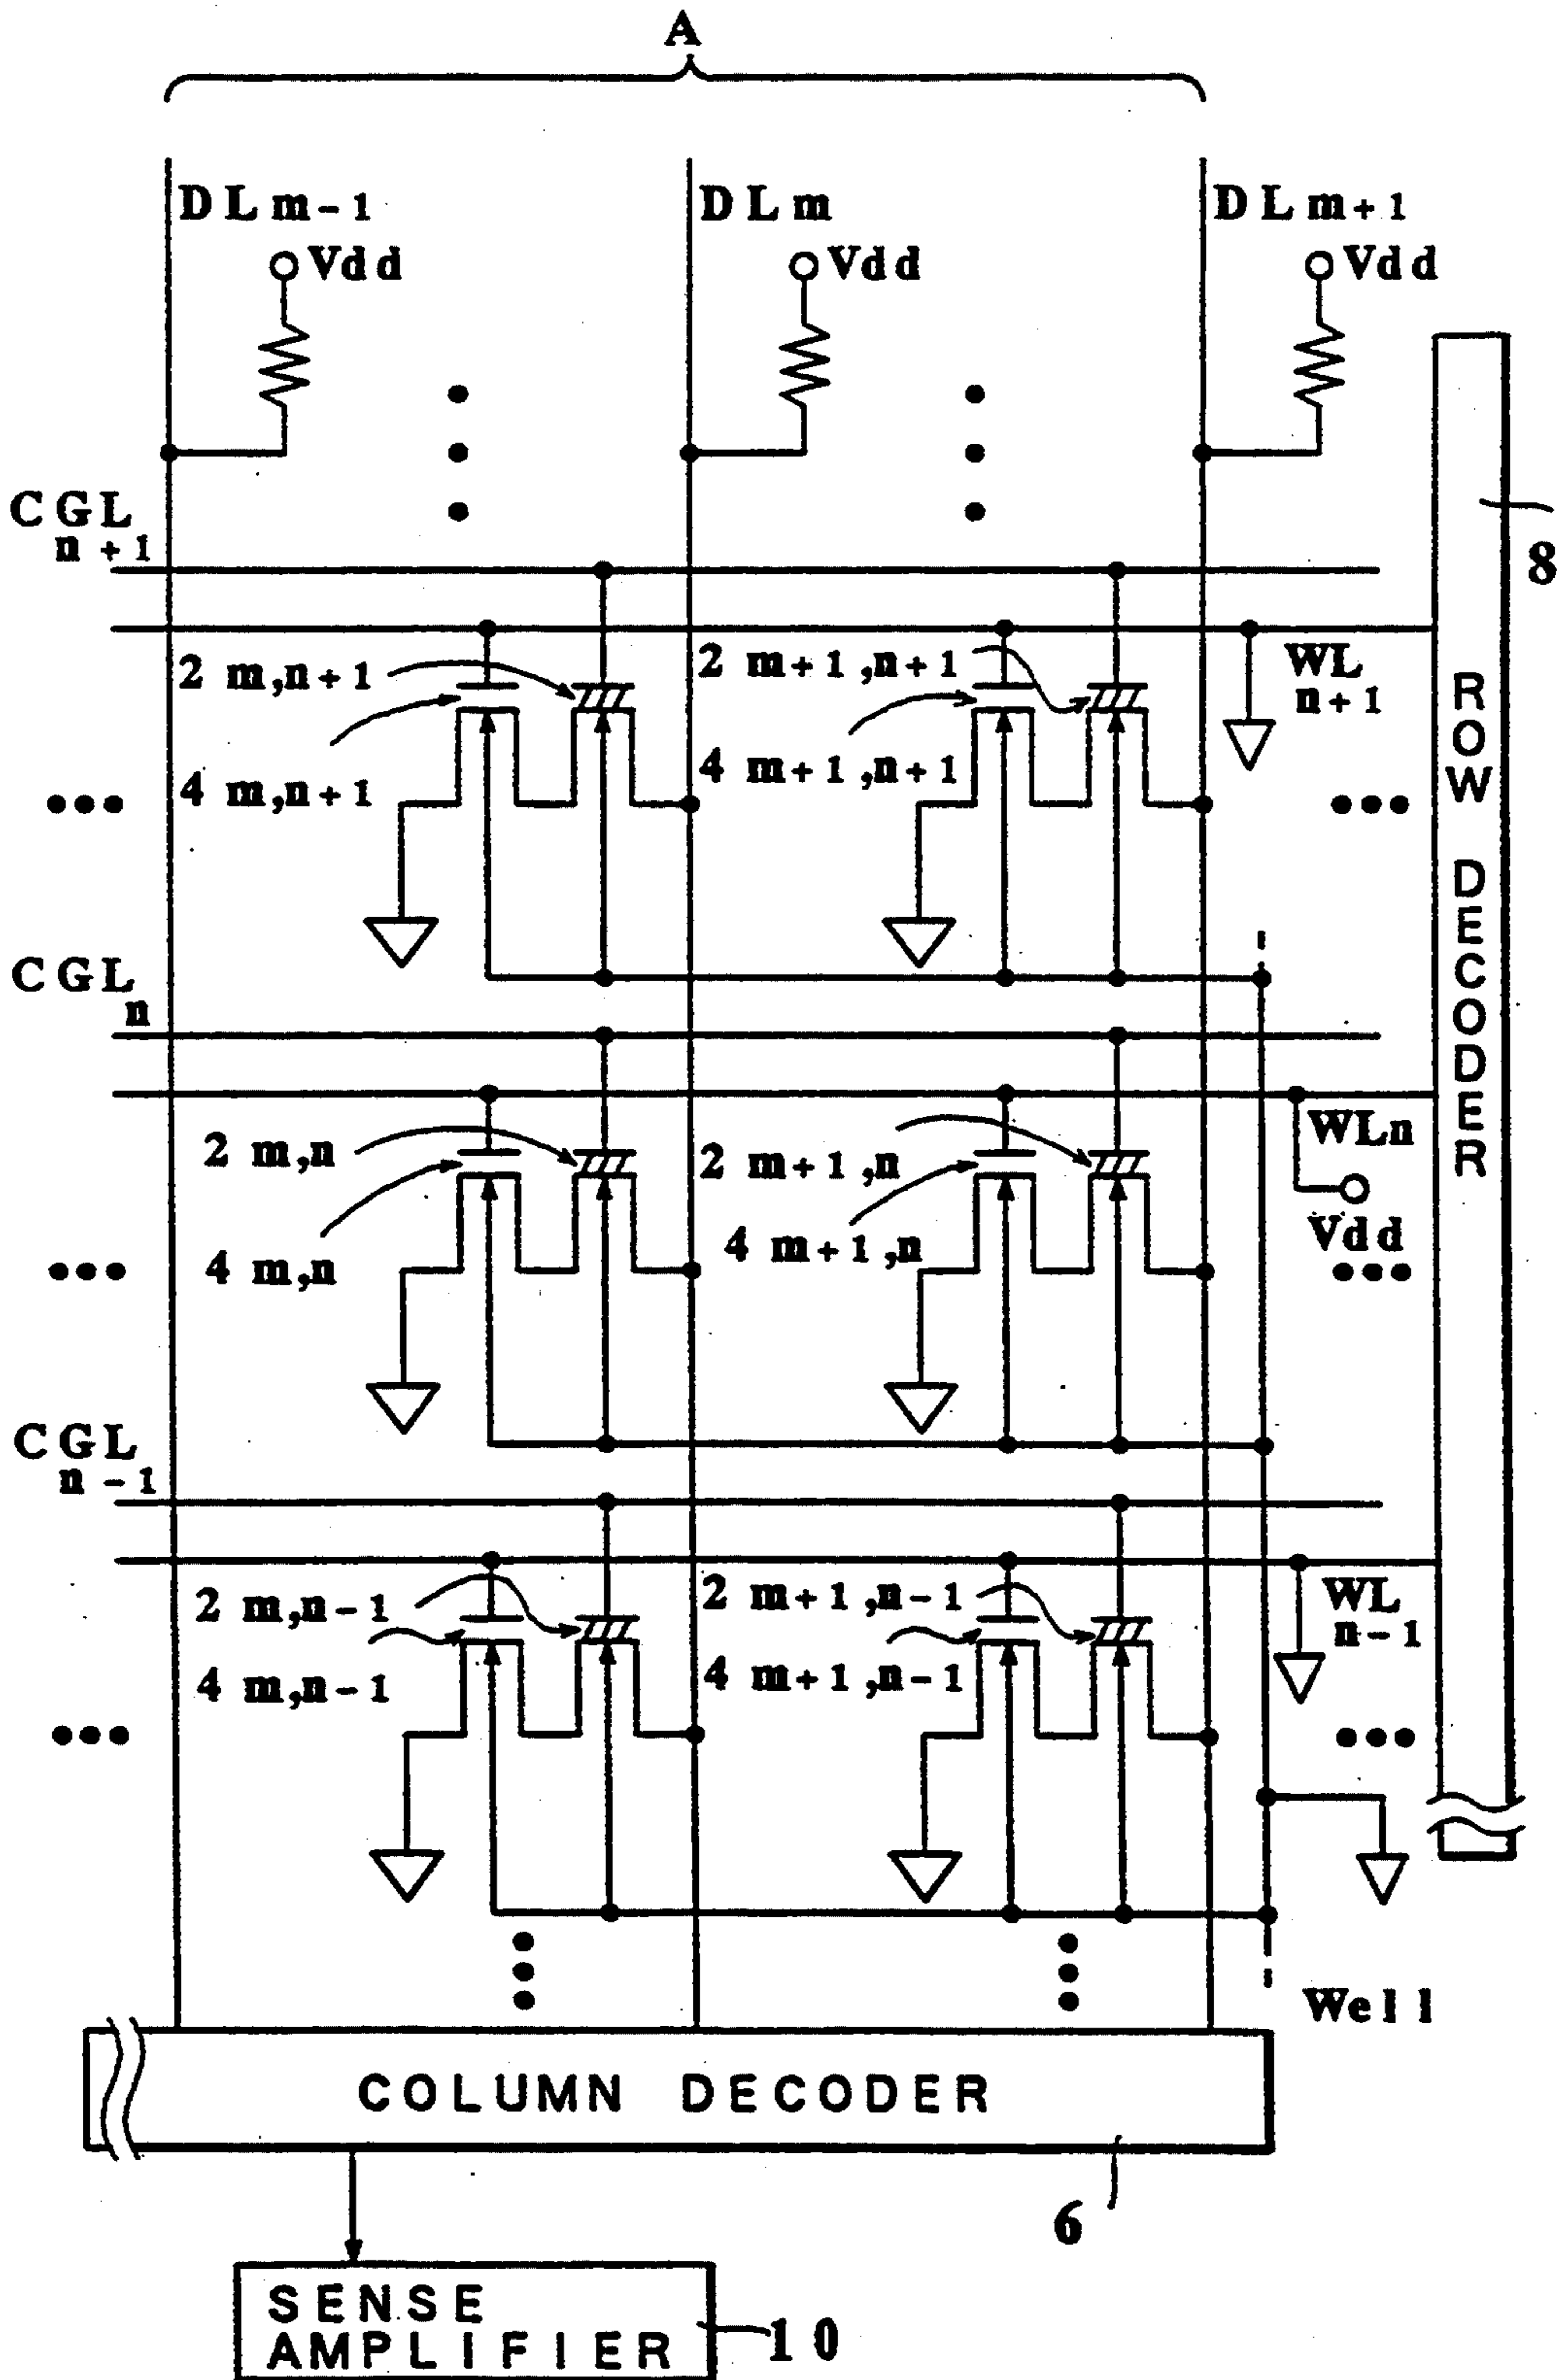 A
DLm-1 DLm DLm+1
Vdd Vdd Vdd
CGL
n+1
8
2 m,n+1 2 m+1,n+1 WL
n+1
4 m,n+1 4 m+1,n+1
ROW DECODER
CGL
n
2 m,n 2 m+1,n WLn
4 m,n 4 m+1,n Vdd
CGL
n-1
2 m,n-1 2 m+1,n-1 WL
n-1
4 m,n-1 4 m+1,n-1
Well
COLUMN DECODER
6
SENSE
AMPLIFIER
10